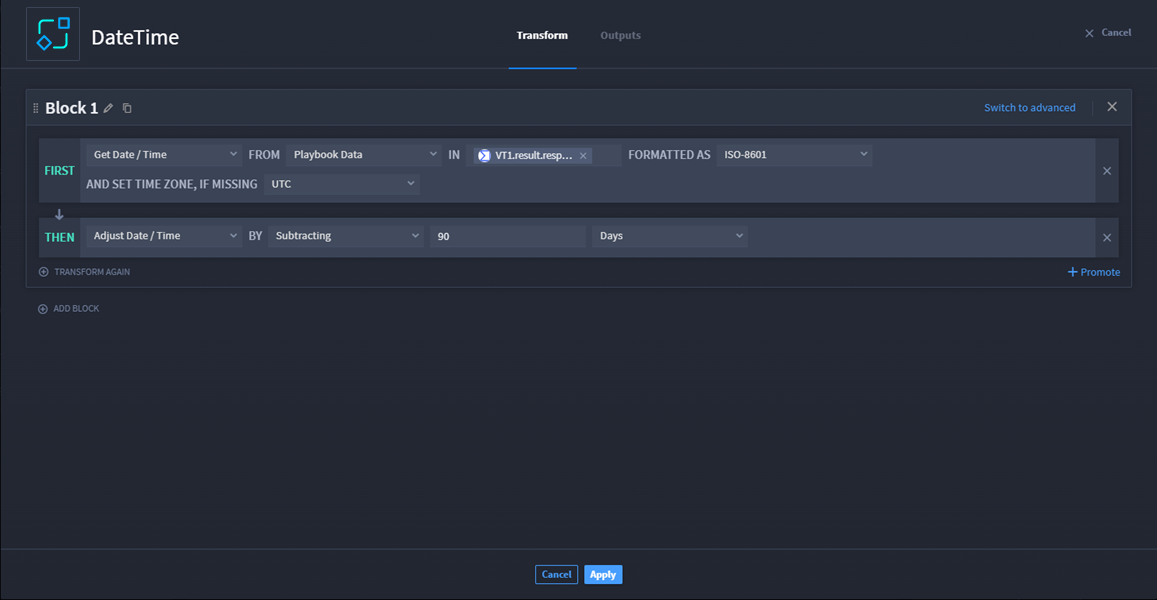 DateTime
Transform
Outputs
Cancel
Block 1
Switch to advanced
FIRST
Get Date / Time FROM Playbook Data IN VT1.result.resp... FORMATTED AS ISO-8601
AND SET TIME ZONE, IF MISSING UTC
THEN
Adjust Date / Time BY Subtracting 90 Days
TRANSFORM AGAIN
Promote
ADD BLOCK
Cancel
Apply